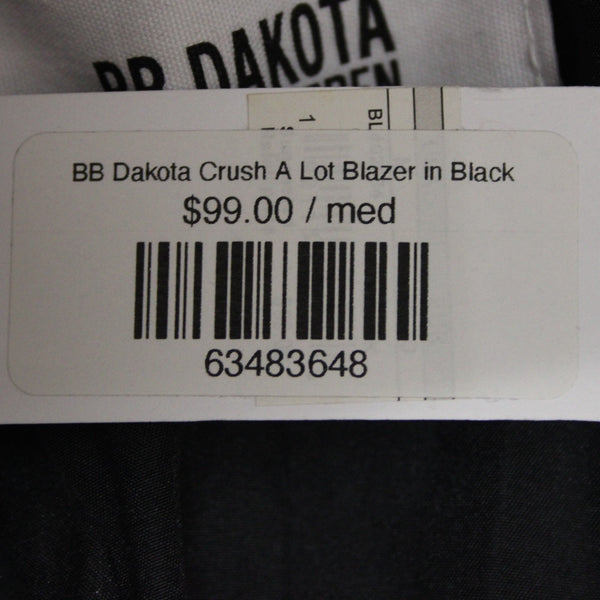 BB DAKOTA
BB Dakota Crush A Lot Blazer in Black
$99.00 / med
63483648